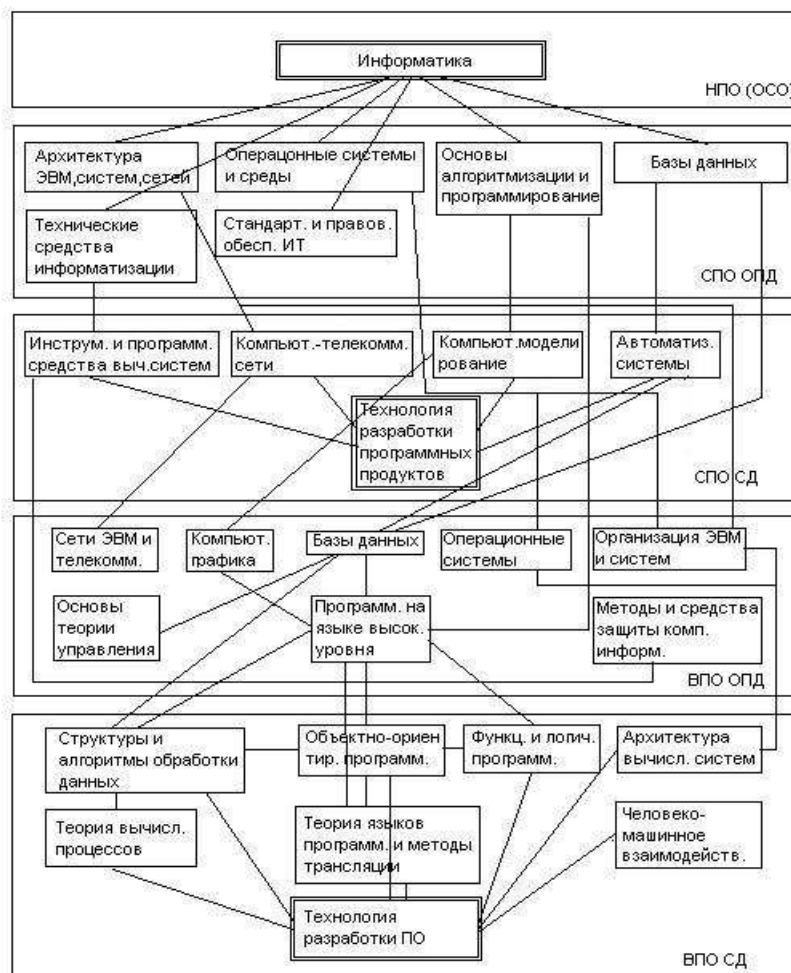 Информатика
НПО (ОСО)
Архитектура
ЭВМ,систем,сетей
Операцонные системы
и среды
Основы
алгоритмизации и
программирование
Базы данных
Технические
средства
информатизации
Стандарт. и правов.
обесп. ИТ
СПО ОПД
Инструм. и программ.
средства выч.систем
Компьют.-телекомм.
сети
Компьют.модели
рование
Автоматиз.
системы
Технология
разработки
программных
продуктов
СПО СД
Сети ЭВМ и
телекомм.
Компьют.
графика
Базы данных
Операционные
системы
Организация ЭВМ
и систем
Основы
теории
управления
Программ. на
языке высок.
уровня
Методы и средства
защиты комп.
информ.
ВПО ОПД
Структуры и
алгоритмы обработки
данных
Объектно-ориен
тир. программ.
Функц. и логич.
программ.
Архитектура
вычисл. систем
Теория вычисл.
процессов
Теория языков
программ. и методы
трансляции
Человеко-
машинное
взаимодейств.
Технология
разработки ПО
ВПО СД